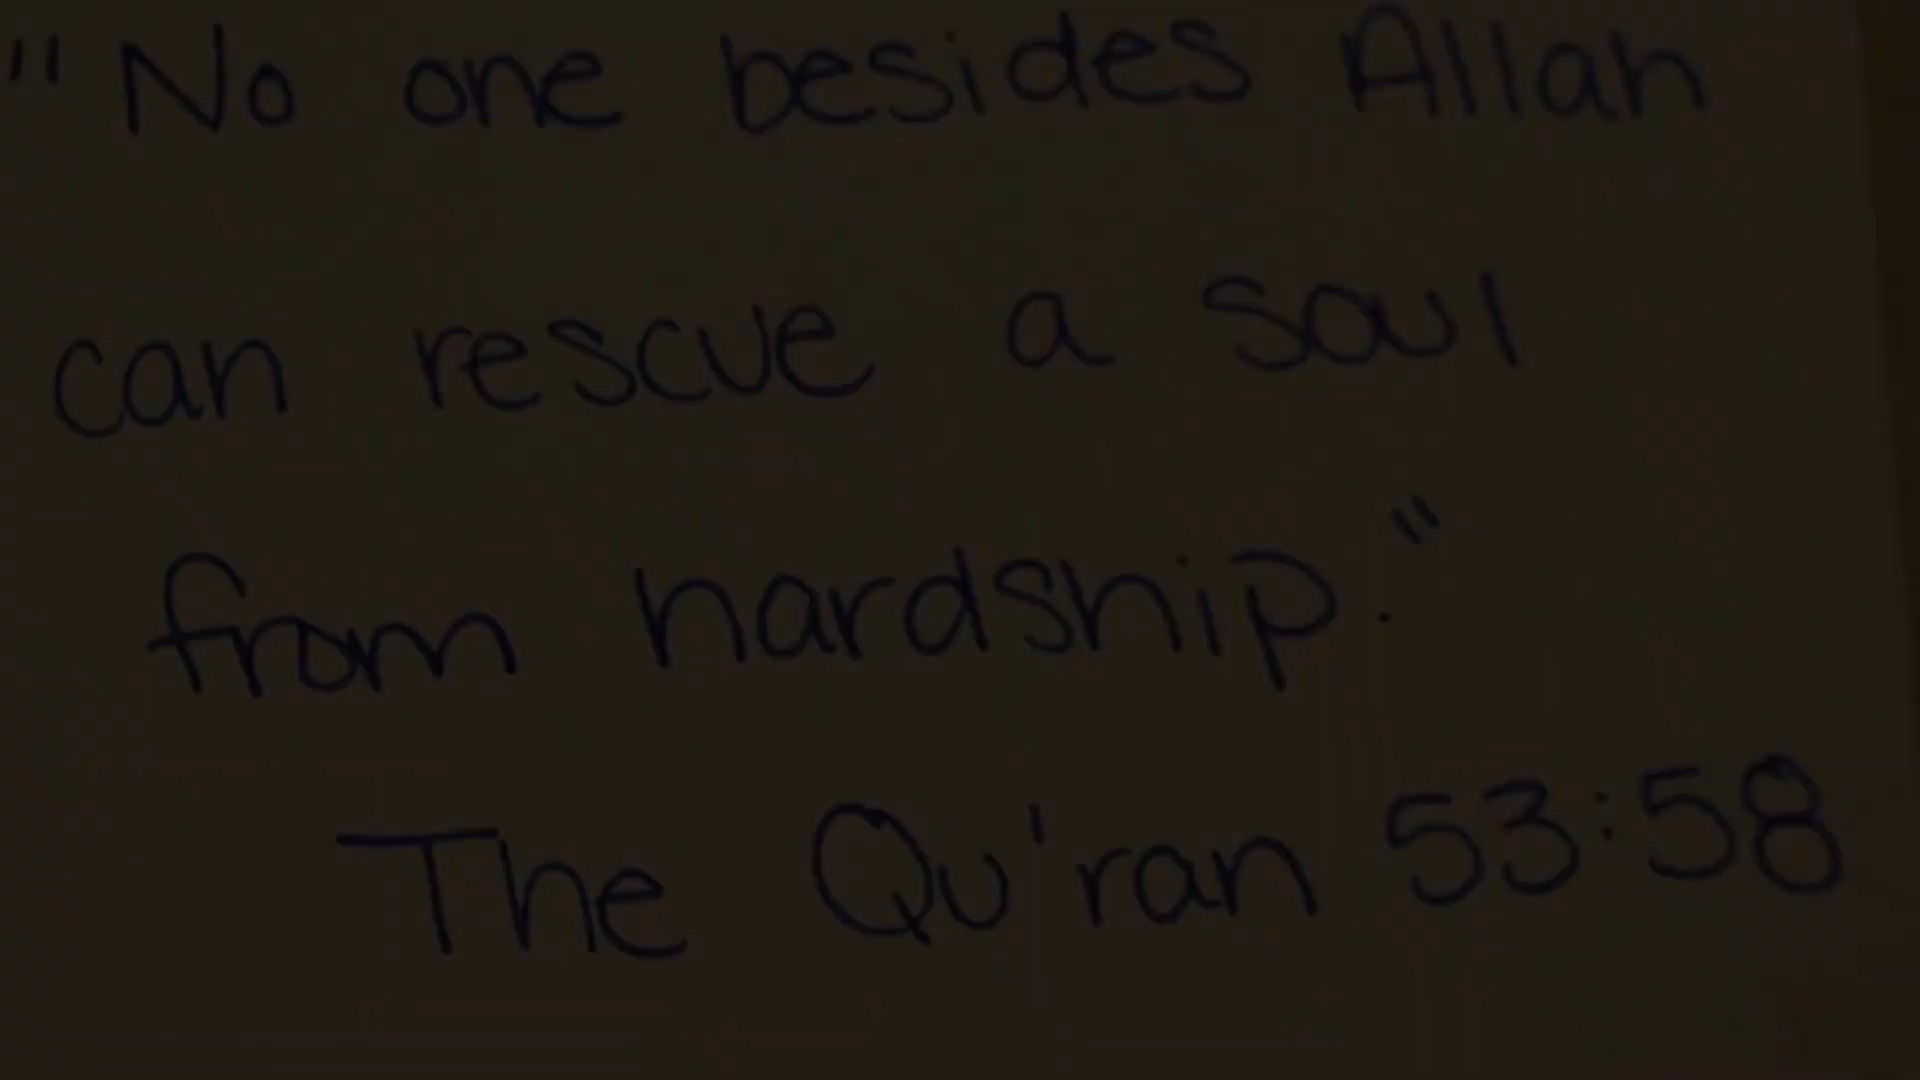 "No one besides Allah
can rescue a soul
from hardship."
The Qu'ran 53:58